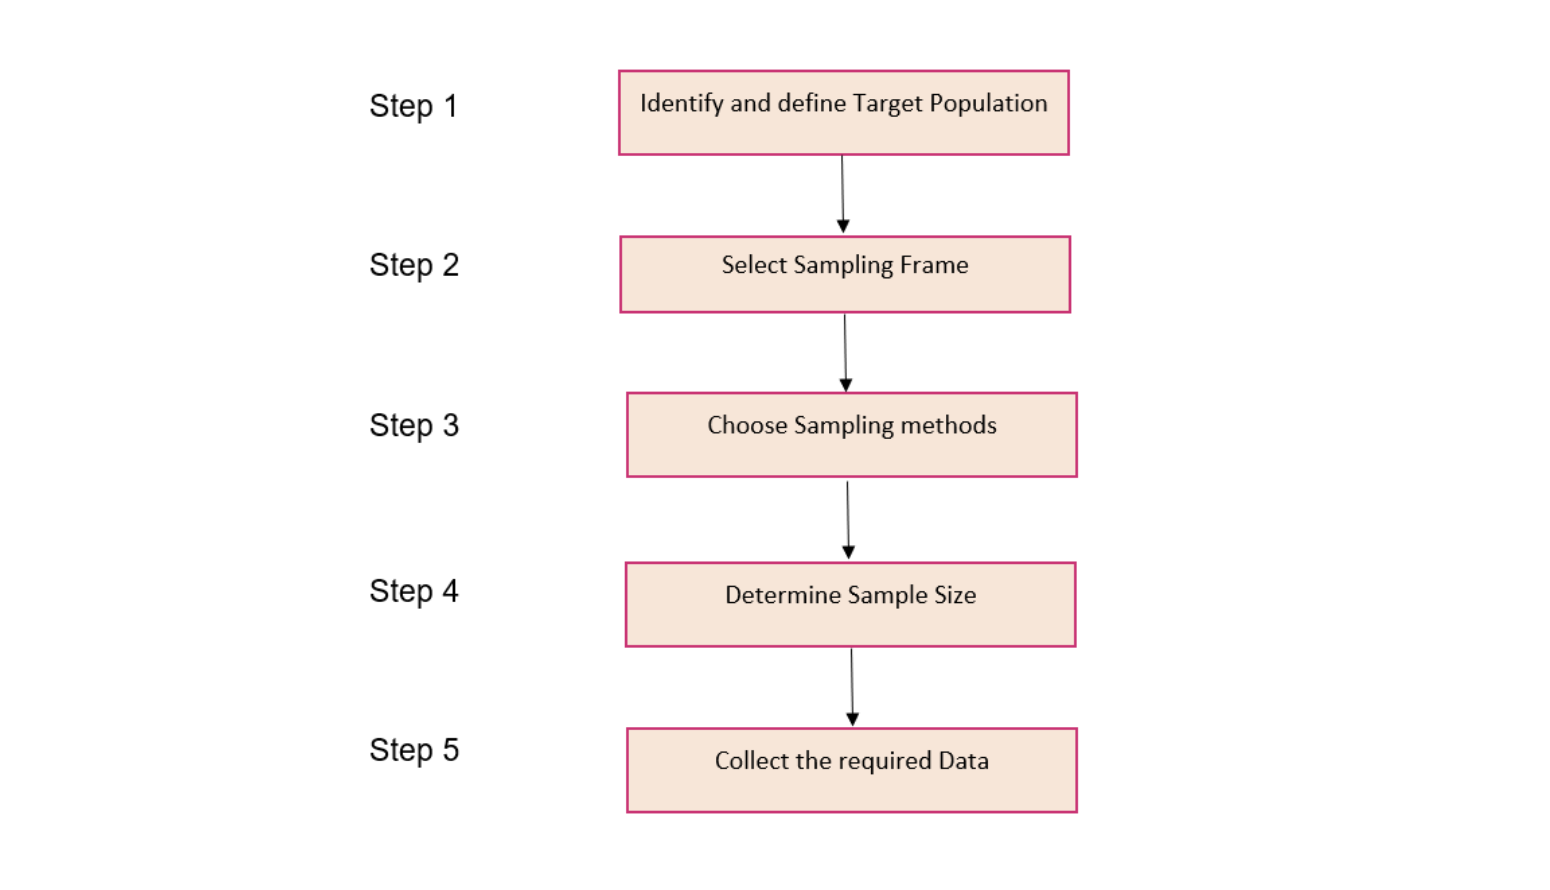 Step 1
Identify and define Target Population
Step 2
Select Sampling Frame
Step 3
Choose Sampling methods
Step 4
Determine Sample Size
Step 5
Collect the required Data